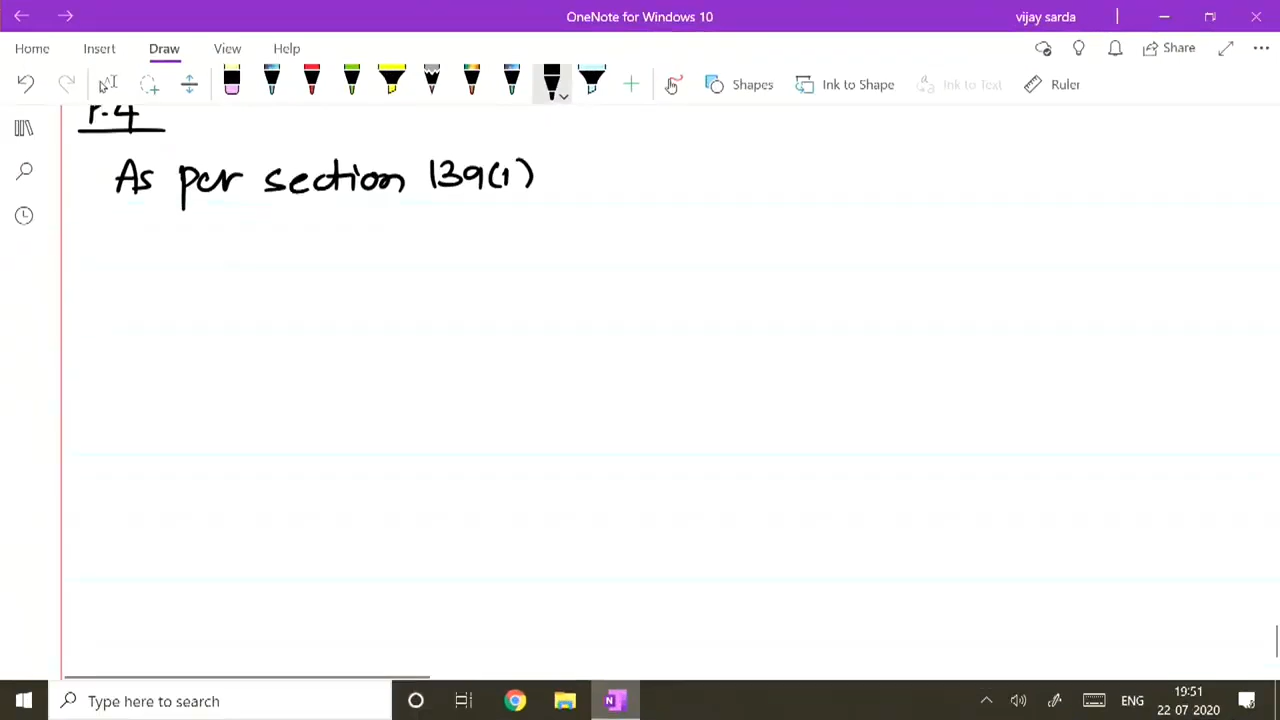 OneNote for Windows 10
vijay sarda
Home Insert Draw View Help
Share
Shapes Ink to Shape Ink to Text Ruler
As per section 139(1)
Type here to search
ENG
19:51
22-07-2020